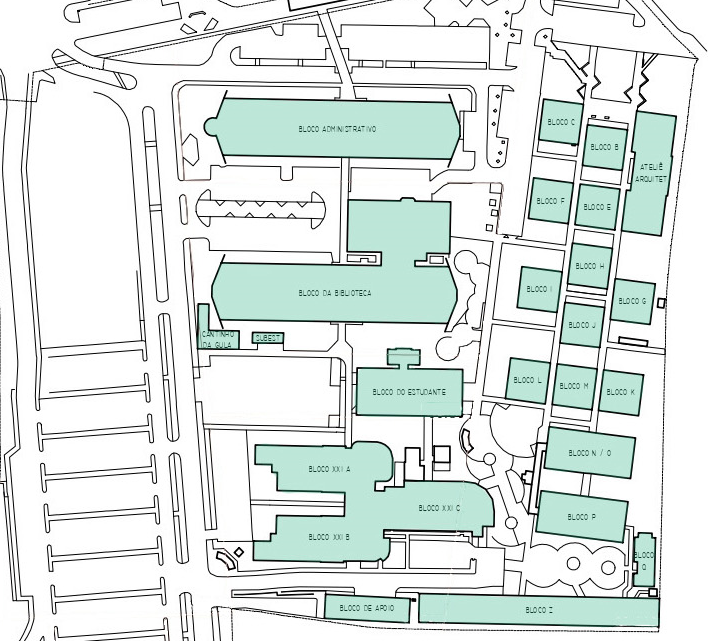 BLOCO C
BLOCO ADMINISTRATIVO
BLOCO B
ATELIÊ
ARQUITET
BLOCO F
BLOCO E
BLOCO H
BLOCO I
BLOCO DA BIBLIOTECA
BLOCO G
BLOCO J
CANTINHO
DA GULA
SUBEST
BLOCO L
BLOCO M
BLOCO K
BLOCO DO ESTUDANTE
BLOCO N / O
BLOCO XXI A
BLOCO XXI C
BLOCO P
BLOCO XXI B
BLOCO
Q
BLOCO DE APOIO
BLOCO Z